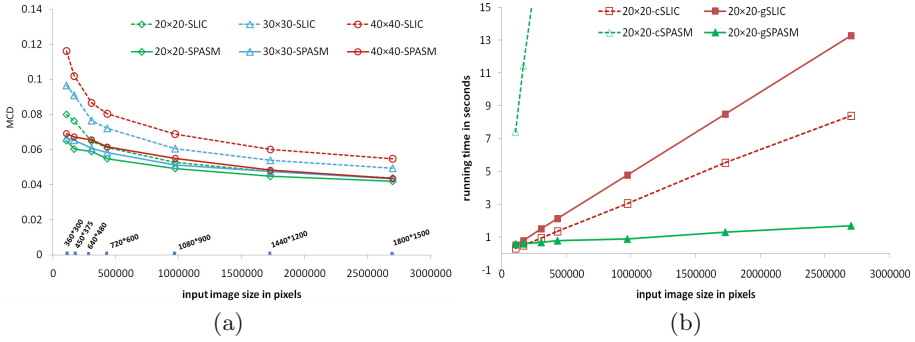 0.14
0.12
0.1
0.08
0.06
0.04
0.02
0
MCD
20×20-SLIC 30×30-SLIC 40×40-SLIC
20×20-SPASM 30×30-SPASM 40×40-SPASM
360*300
450*375
640*480
720*600
1080*900
1440*1200
1800*1500
0 500000 1000000 1500000 2000000 2500000 3000000
input image size in pixels
(a)
15
13
11
9
7
5
3
1
-1
running time in seconds
20×20-cSLIC 20×20-gSLIC
20×20-cSPASM 20×20-gSPASM
0 500000 1000000 1500000 2000000 2500000 3000000
input image size in pixels
(b)